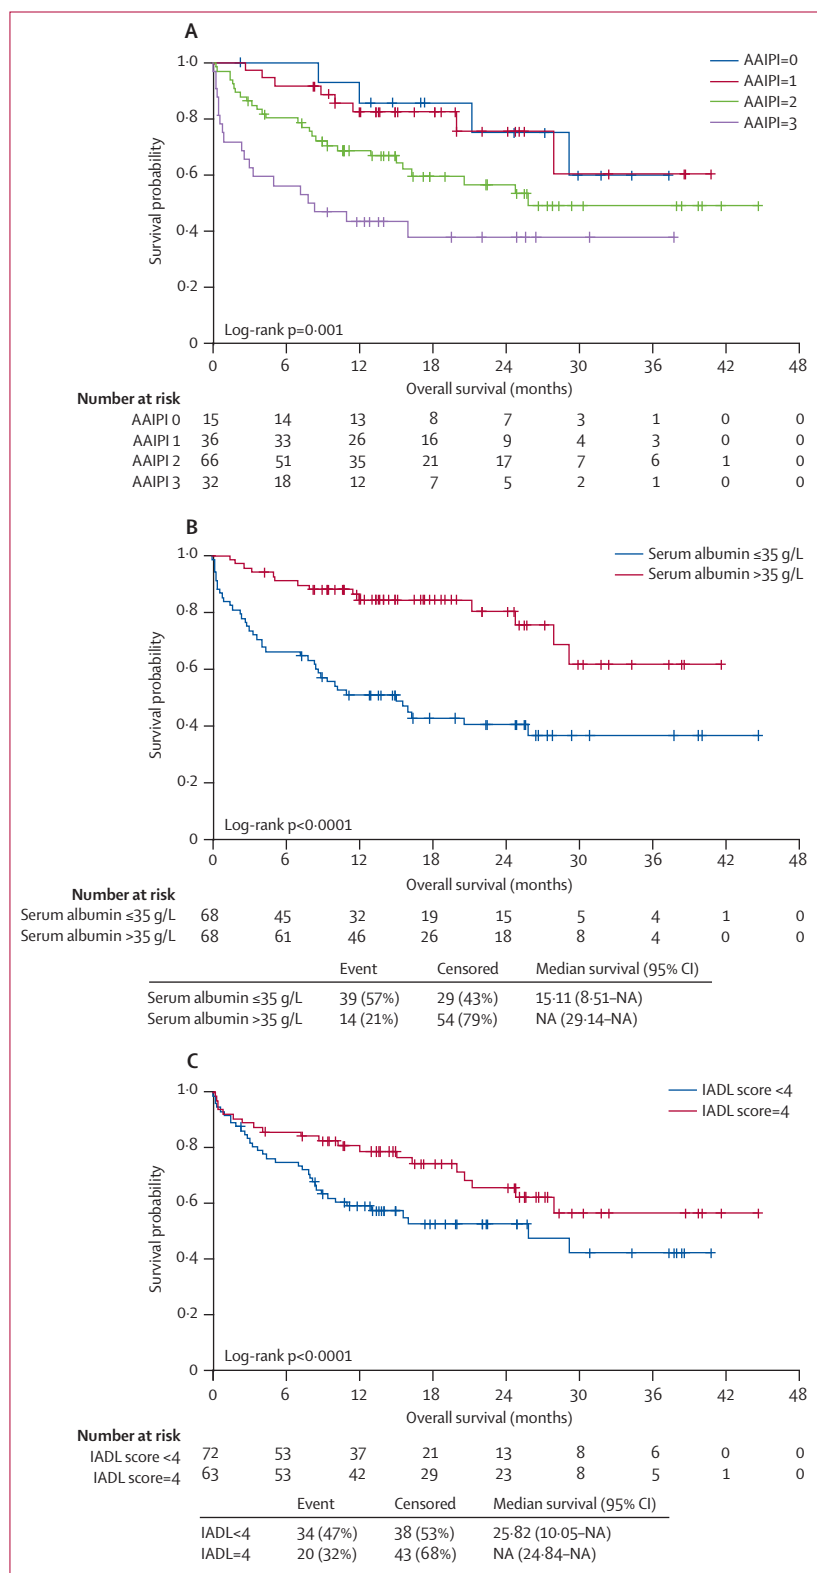 A
AAIPI=0
AAIPI=1
AAIPI=2
AAIPI=3
Survival probability
1·0
0·8
0·6
0·4
0·2
0
Log-rank p=0·001
0 6 12 18 24 30 36 42 48
Overall survival (months)
Number at risk
AAIPI 0 15 14 13 8 7 3 1 0 0
AAIPI 1 36 33 26 16 9 4 3 0 0
AAIPI 2 66 51 35 21 17 7 6 1 0
AAIPI 3 32 18 12 7 5 2 1 0 0
B
Serum albumin ≤35 g/L
Serum albumin >35 g/L
Survival probability
1·0
0·8
0·6
0·4
0·2
0
Log-rank p<0·0001
0 6 12 18 24 30 36 42 48
Overall survival (months)
Number at risk
Serum albumin ≤35 g/L 68 45 32 19 15 5 4 1 0
Serum albumin >35 g/L 68 61 46 26 18 8 4 0 0
Event Censored Median survival (95% CI)
Serum albumin ≤35 g/L 39 (57%) 29 (43%) 15·11 (8·51–NA)
Serum albumin >35 g/L 14 (21%) 54 (79%) NA (29·14–NA)
C
IADL score <4
IADL score=4
Survival probability
1·0
0·8
0·6
0·4
0·2
0
Log-rank p<0·0001
0 6 12 18 24 30 36 42 48
Overall survival (months)
Number at risk
IADL score <4 72 53 37 21 13 8 6 0 0
IADL score=4 63 53 42 29 23 8 5 1 0
Event Censored Median survival (95% CI)
IADL<4 34 (47%) 38 (53%) 25·82 (10·05–NA)
IADL=4 20 (32%) 43 (68%) NA (24·84–NA)